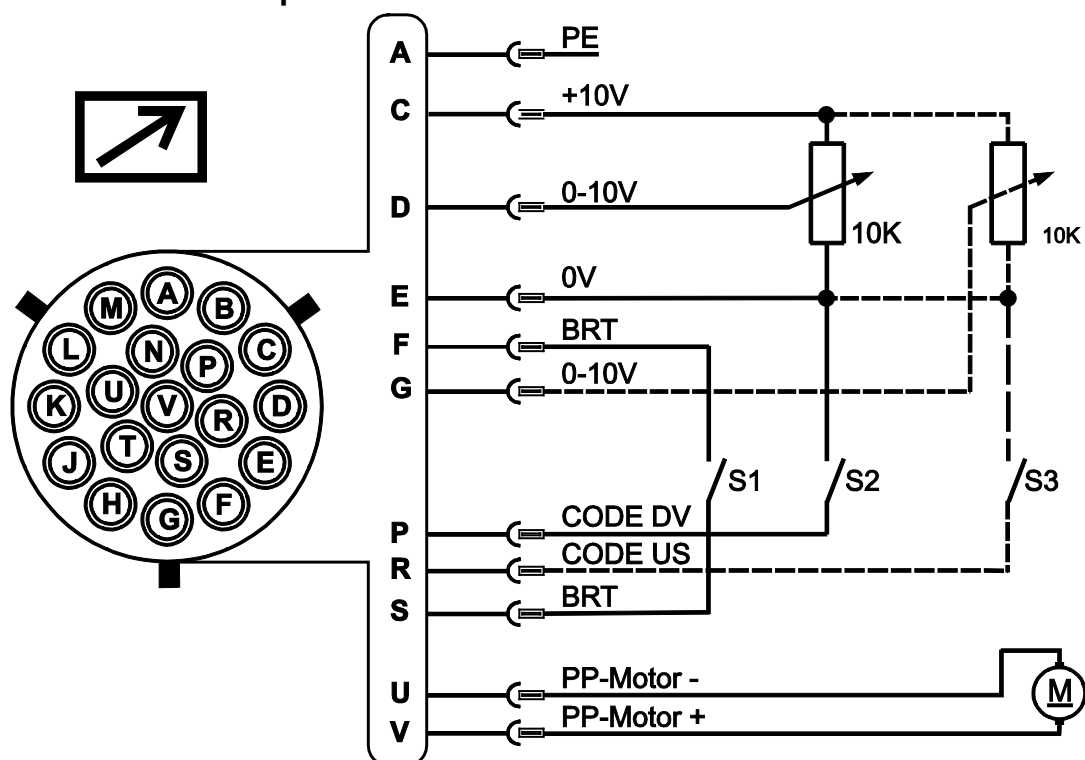 A PE
C +10V
D 0-10V
10K 10K
E 0V
F BRT
G 0-10V
S1 S2 S3
P CODE DV
R CODE US
S BRT
U PP-Motor -
V PP-Motor +
M
A
M B
L N P C
K U V R D
J T S E
H G F